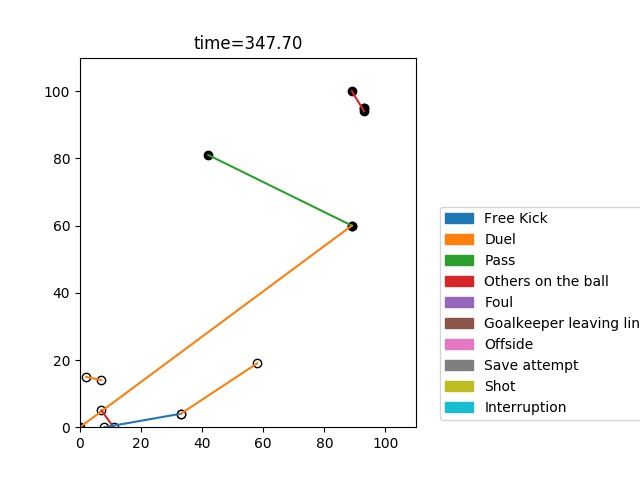 time=347.70
100
80
60
40
20
0
0 20 40 60 80 100
Free Kick
Duel
Pass
Others on the ball
Foul
Goalkeeper leaving lin
Offside
Save attempt
Shot
Interruption